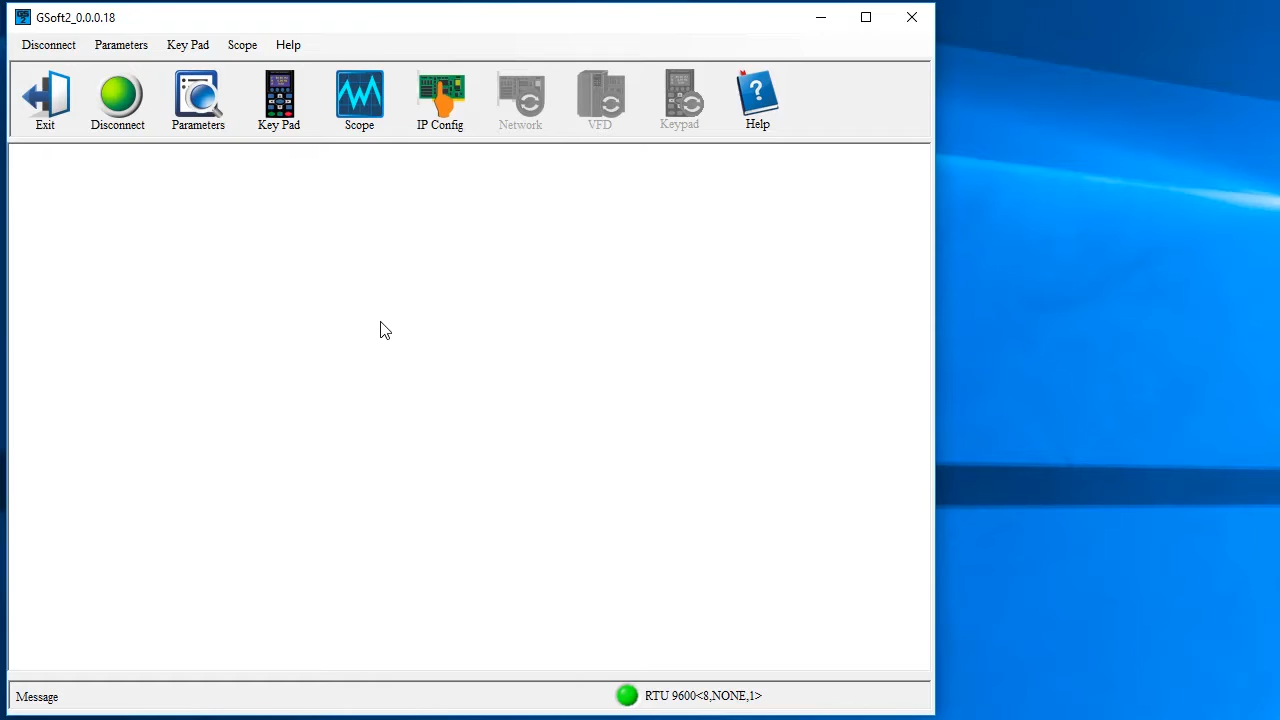 GSoft2_0.0.0.18
Disconnect Parameters Key Pad Scope Help
Exit Disconnect Parameters Key Pad Scope IP Config Network VFD Keypad Help
Message RTU 9600<8,NONE,1>